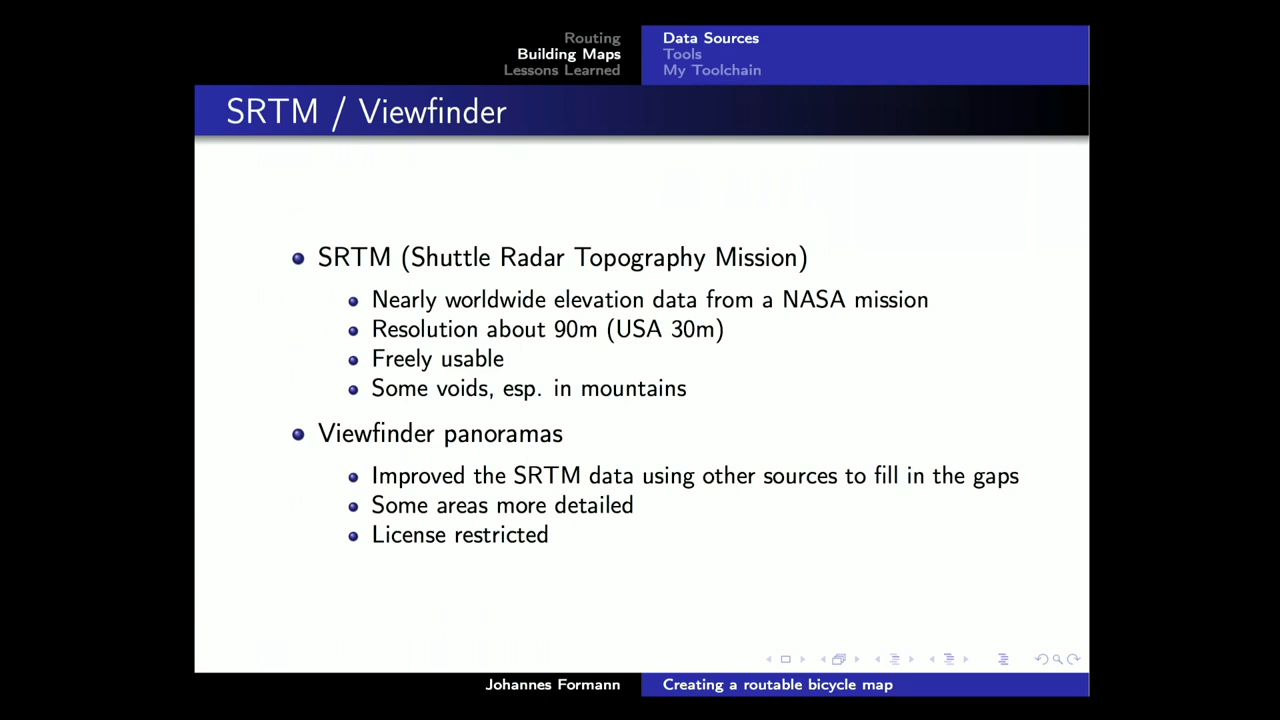 Routing
Building Maps
Lessons Learned
Data Sources
Tools
My Toolchain
SRTM / Viewfinder
SRTM (Shuttle Radar Topography Mission)
Nearly worldwide elevation data from a NASA mission
Resolution about 90m (USA 30m)
Freely usable
Some voids, esp. in mountains
Viewfinder panoramas
Improved the SRTM data using other sources to fill in the gaps
Some areas more detailed
License restricted
Johannes Formann
Creating a routable bicycle map